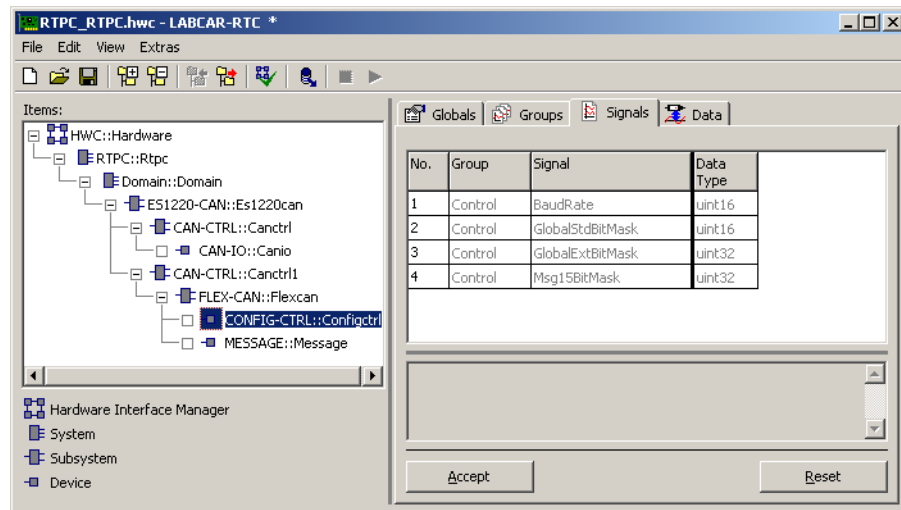 RTPC_RTPC.hwc - LABCAR-RTC *
File Edit View Extras
Items:
HWC::Hardware
RTPC::Rtpc
Domain::Domain
ES1220-CAN::Es1220can
CAN-CTRL::Canctrl
CAN-IO::Canio
CAN-CTRL::Canctrl1
FLEX-CAN::Flexcan
CONFIG-CTRL::Configctrl
MESSAGE::Message
Hardware Interface Manager
System
Subsystem
Device
Globals Groups Signals Data
No. Group Signal Data Type
1 Control BaudRate uint16
2 Control GlobalStdBitMask uint16
3 Control GlobalExtBitMask uint32
4 Control Msg15BitMask uint32
Accept Reset